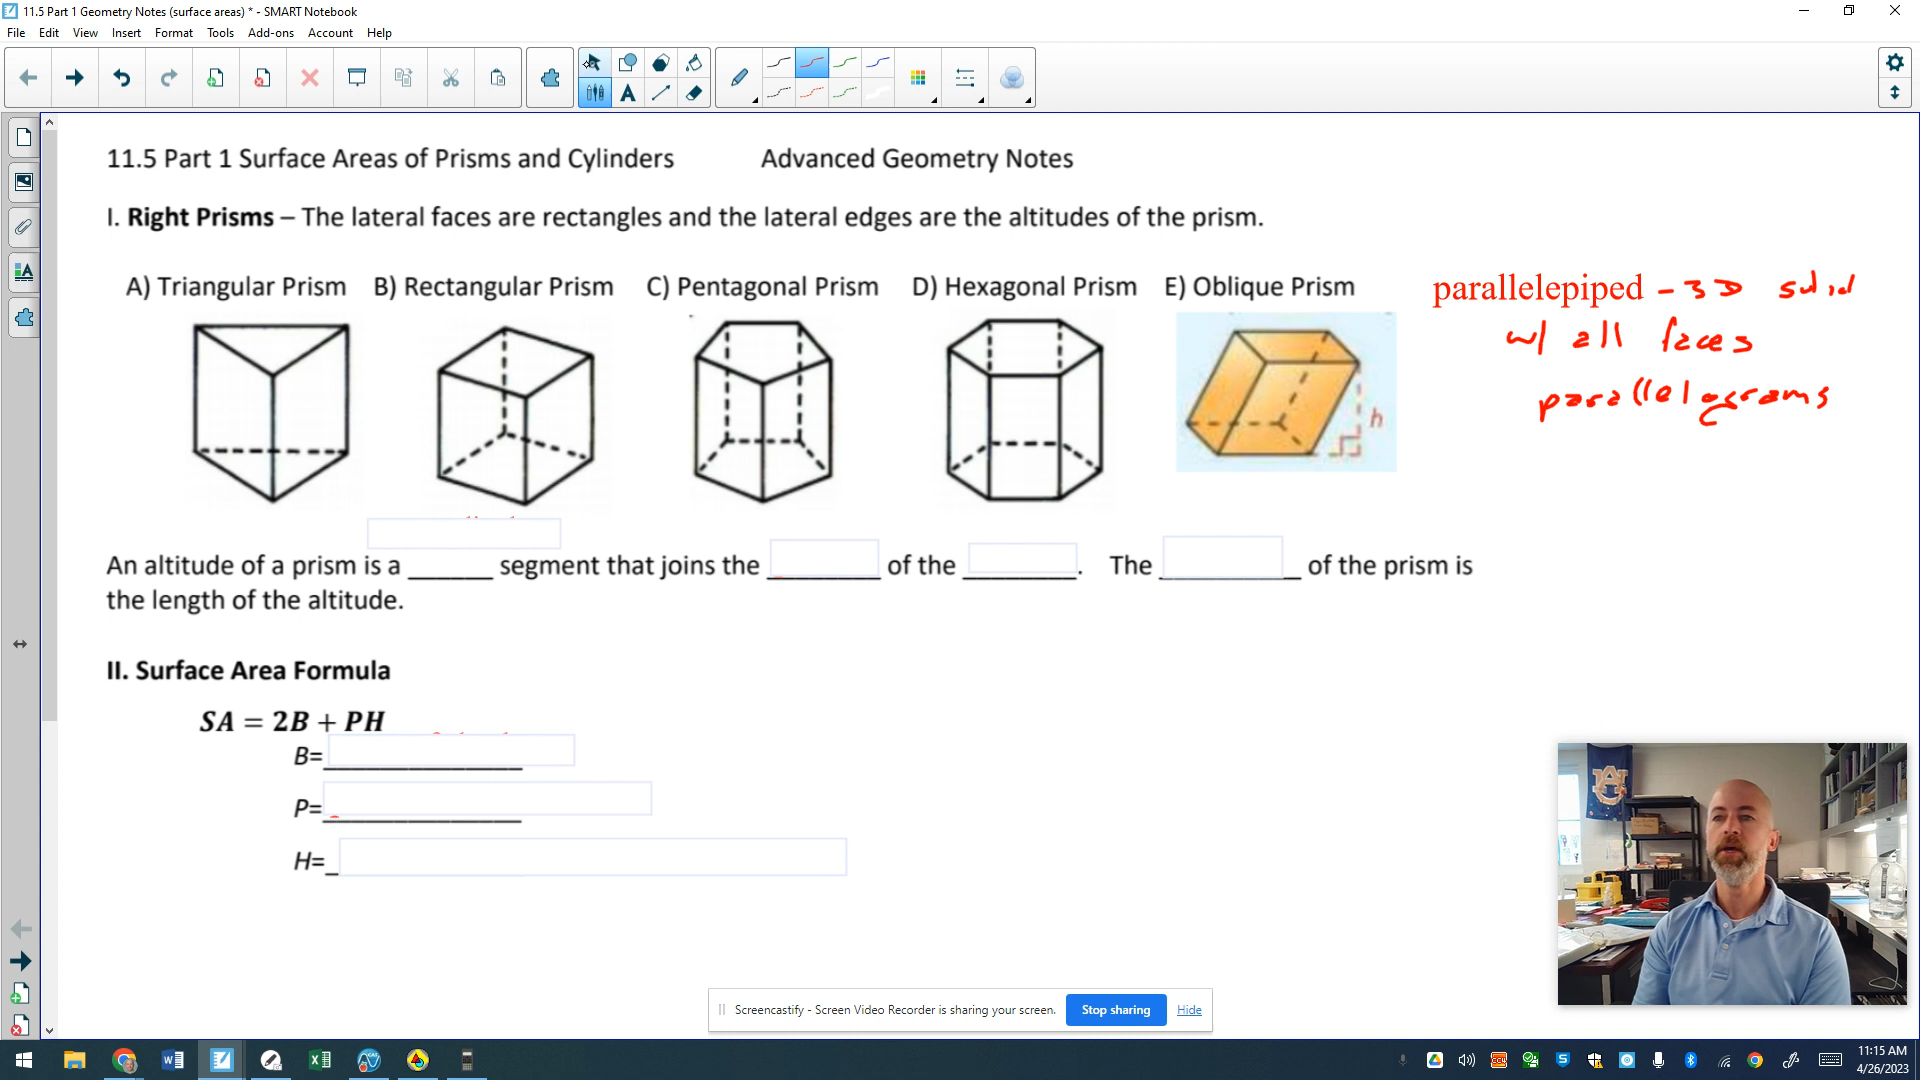 11.5 Part 1 Geometry Notes (surface areas) * - SMART Notebook
File Edit View Insert Format Tools Add-ons Account Help
11.5 Part 1 Surface Areas of Prisms and Cylinders Advanced Geometry Notes
I. Right Prisms – The lateral faces are rectangles and the lateral edges are the altitudes of the prism.
A) Triangular Prism B) Rectangular Prism C) Pentagonal Prism D) Hexagonal Prism E) Oblique Prism
parallelepiped - 3D solid
w/ all faces
parallelograms
h
An altitude of a prism is a ______ segment that joins the ________ of the ________. The __________ of the prism is
the length of the altitude.
II. Surface Area Formula
SA = 2B + PH
B=______________
P=______________
H=_
Screencastify - Screen Video Recorder is sharing your screen. Stop sharing Hide
11:15 AM
4/26/2023